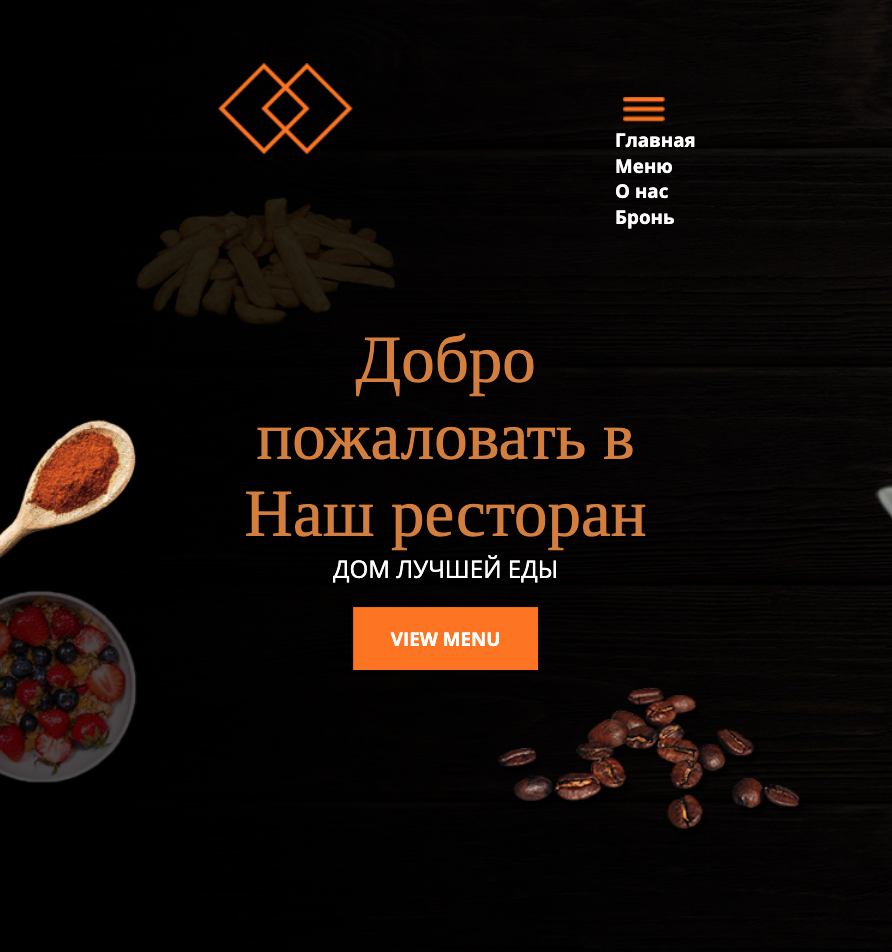 Главная
Меню
О нас
Бронь
Добро
пожаловать в
Наш ресторан
ДОМ ЛУЧШЕЙ ЕДЫ
VIEW MENU